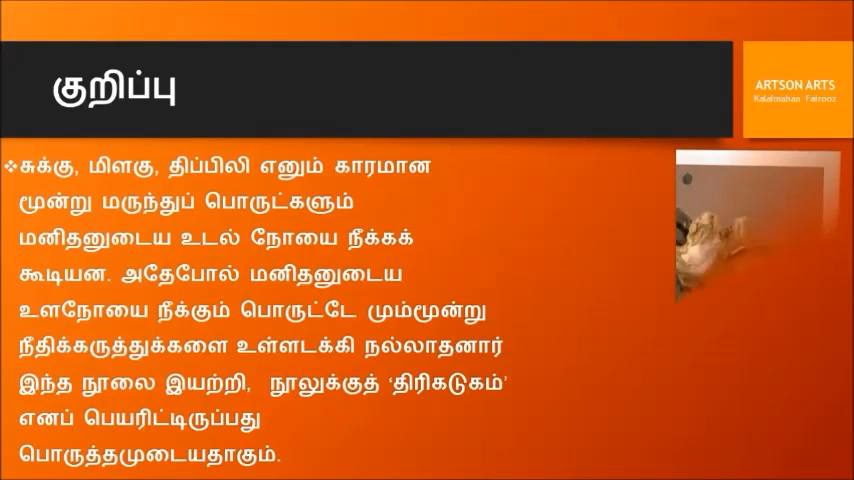 குறிப்பு
ARTSON ARTS
Kalaimahan Fairooz
❖சுக்கு, மிளகு, திப்பிலி எனும் காரமான
மூன்று மருந்துப் பொருட்களும்
மனிதனுடைய உடல் நோயை நீக்கக்
கூடியன. அதேபோல் மனிதனுடைய
உளநோயை நீக்கும் பொருட்டே மும்மூன்று
நீதிக்கருத்துக்களை உள்ளடக்கி நல்லாதனார்
இந்த நூலை இயற்றி, நூலுக்குத் ‘திரிகடுகம்’
எனப் பெயரிட்டிருப்பது
பொருத்தமுடையதாகும்.